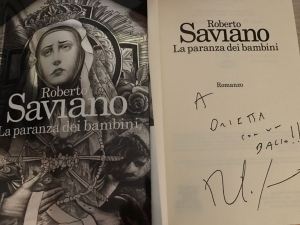 Roberto
Saviano
La paranza dei bambini
Roberto
Saviano
La paranza dei bambini
Romanzo
A
ORIETTA
CON UN
BACIO!!